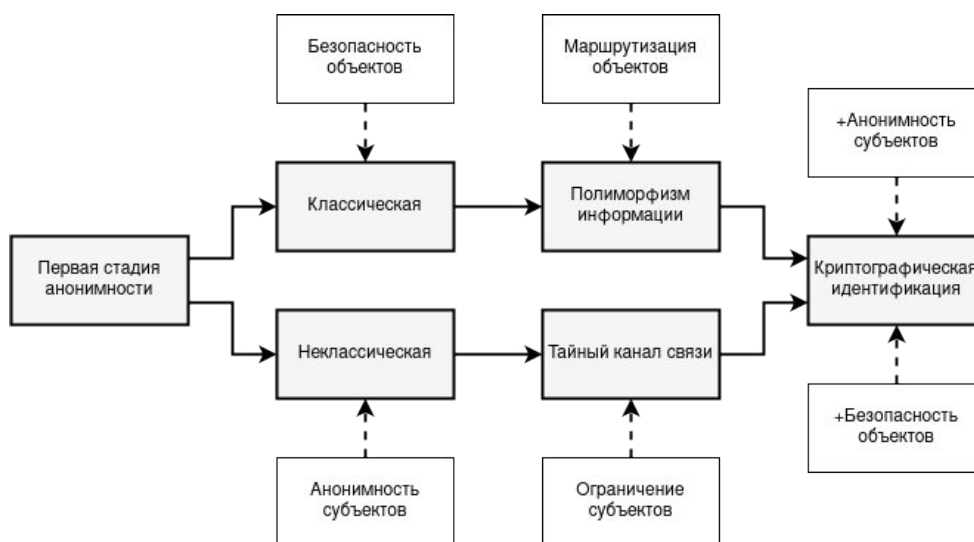 Безопасность
объектов
Маршрутизация
объектов
+Анонимность
субъектов
Классическая
Полиморфизм
информации
Первая стадия
анонимности
Криптографическая
идентификация
Неклассическая
Тайный канал связи
+Безопасность
объектов
Анонимность
субъектов
Ограничение
субъектов